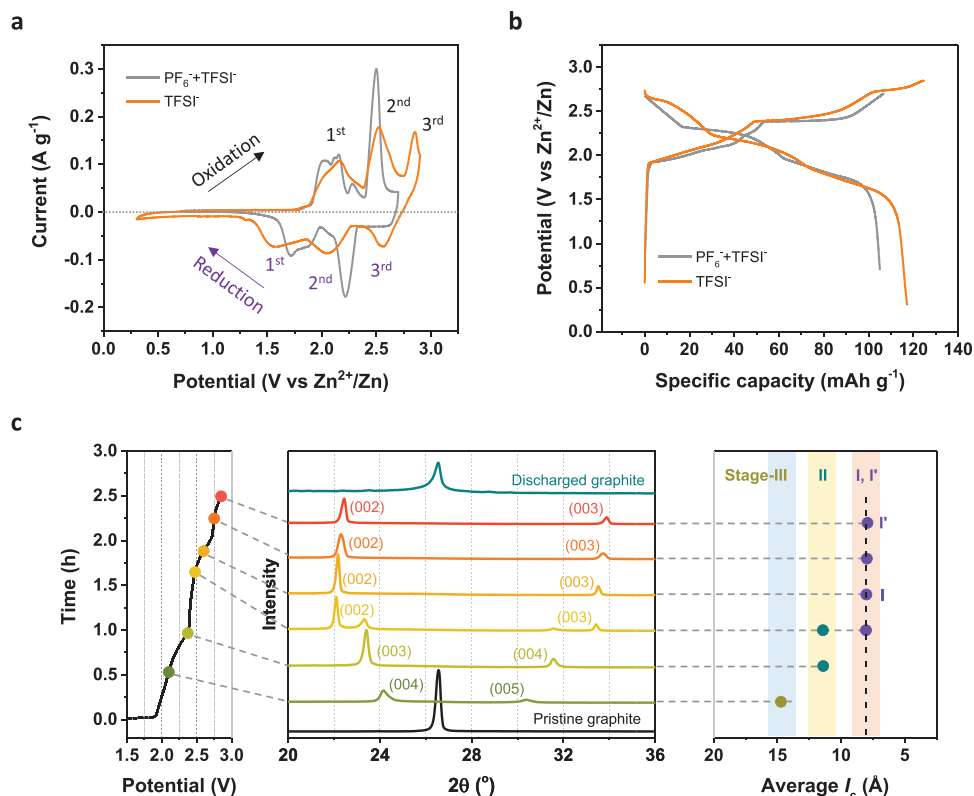 a
Current (A g⁻¹)
0.3
0.2
0.1
0.0
-0.1
-0.2
PF₆⁻+TFSI⁻
TFSI⁻
Oxidation
1ˢᵗ
2ⁿᵈ
3ʳᵈ
Reduction
1ˢᵗ
2ⁿᵈ
3ʳᵈ
0.0 0.5 1.0 1.5 2.0 2.5 3.0
Potential (V vs Zn²⁺/Zn)
b
Potential (V vs Zn²⁺/Zn)
3.0
2.5
2.0
1.5
1.0
0.5
0.0
PF₆⁻+TFSI⁻
TFSI⁻
0 20 40 60 80 100 120 140
Specific capacity (mAh g⁻¹)
c
Time (h)
3.0
2.5
2.0
1.5
1.0
0.5
0.0
1.5 2.0 2.5 3.0
Potential (V)
Intensity
Discharged graphite
(002) (003)
(002) (003)
(002)
(002) (003)
(003) (004)
(004) (005)
Pristine graphite
20 22 24 26 28 30 32 34 36
2θ (°)
Stage-III II I, I'
I'
I
20 15 10 5
Average I꜀ (Å)